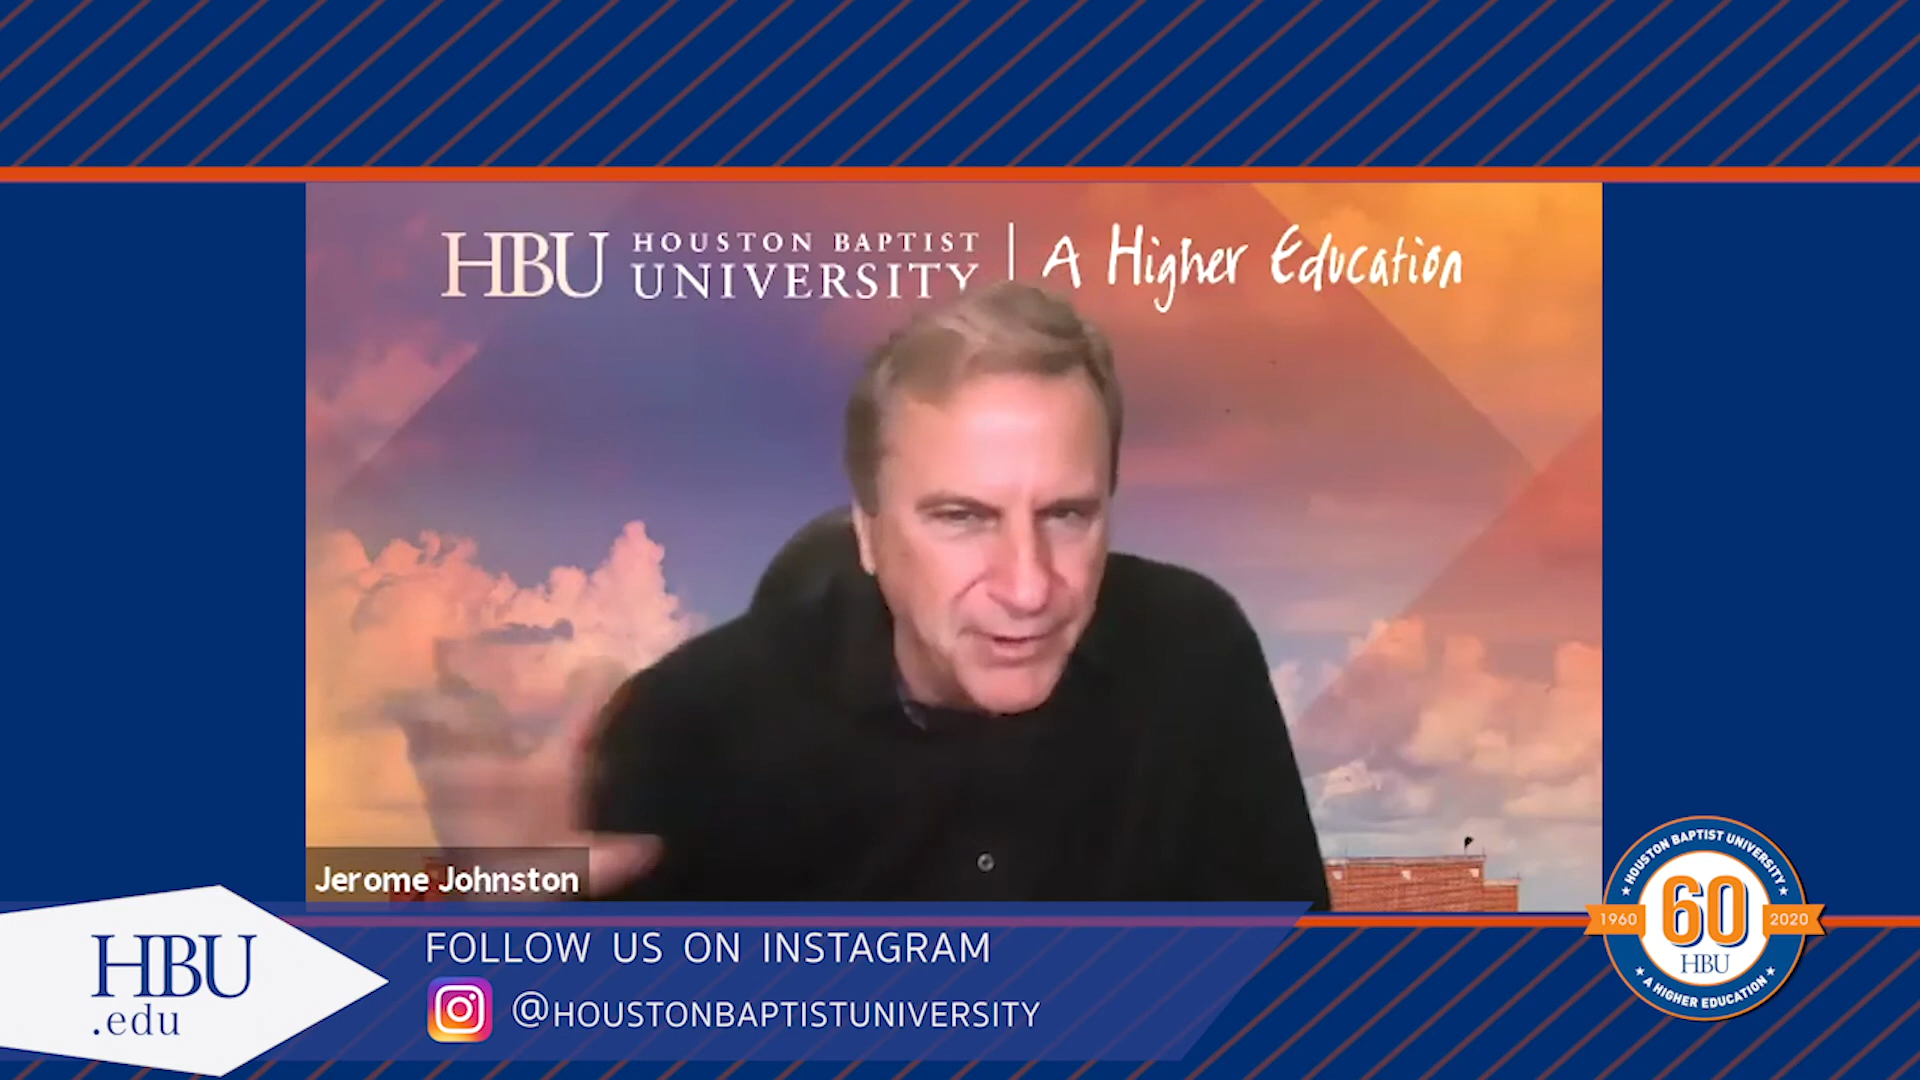 HBU HOUSTON BAPTIST UNIVERSITY | A Higher Education
Jerome Johnston
HBU
.edu
FOLLOW US ON INSTAGRAM
@HOUSTONBAPTISTUNIVERSITY
HOUSTON BAPTIST UNIVERSITY
1960 60 2020
HBU
A HIGHER EDUCATION